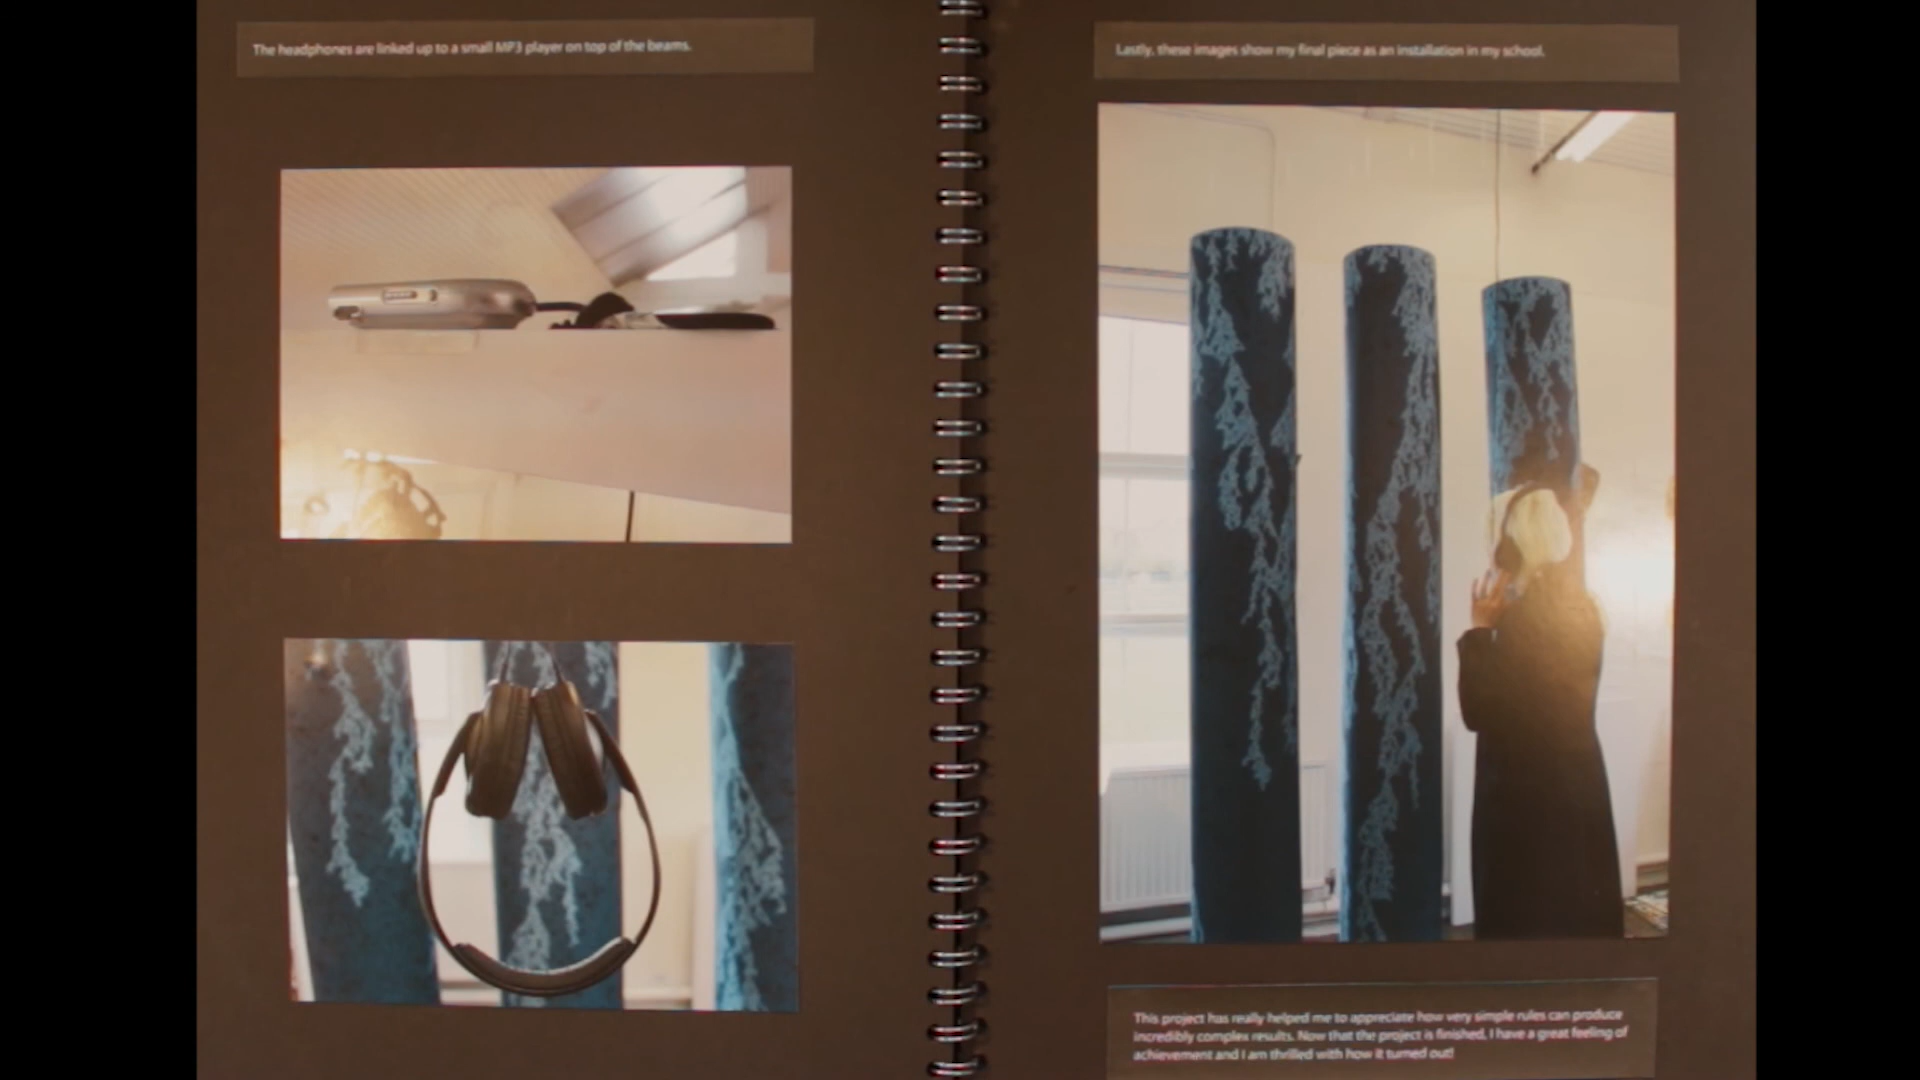 The headphones are linked up to a small MP3 player on top of the beams.
Lastly, these images show my final piece as an installation in my school.
This project has really helped me to appreciate how very simple rules can produce
incredibly complex results. Now that the project is finished, I have a great feeling of
achievement and I am thrilled with how it turned out!